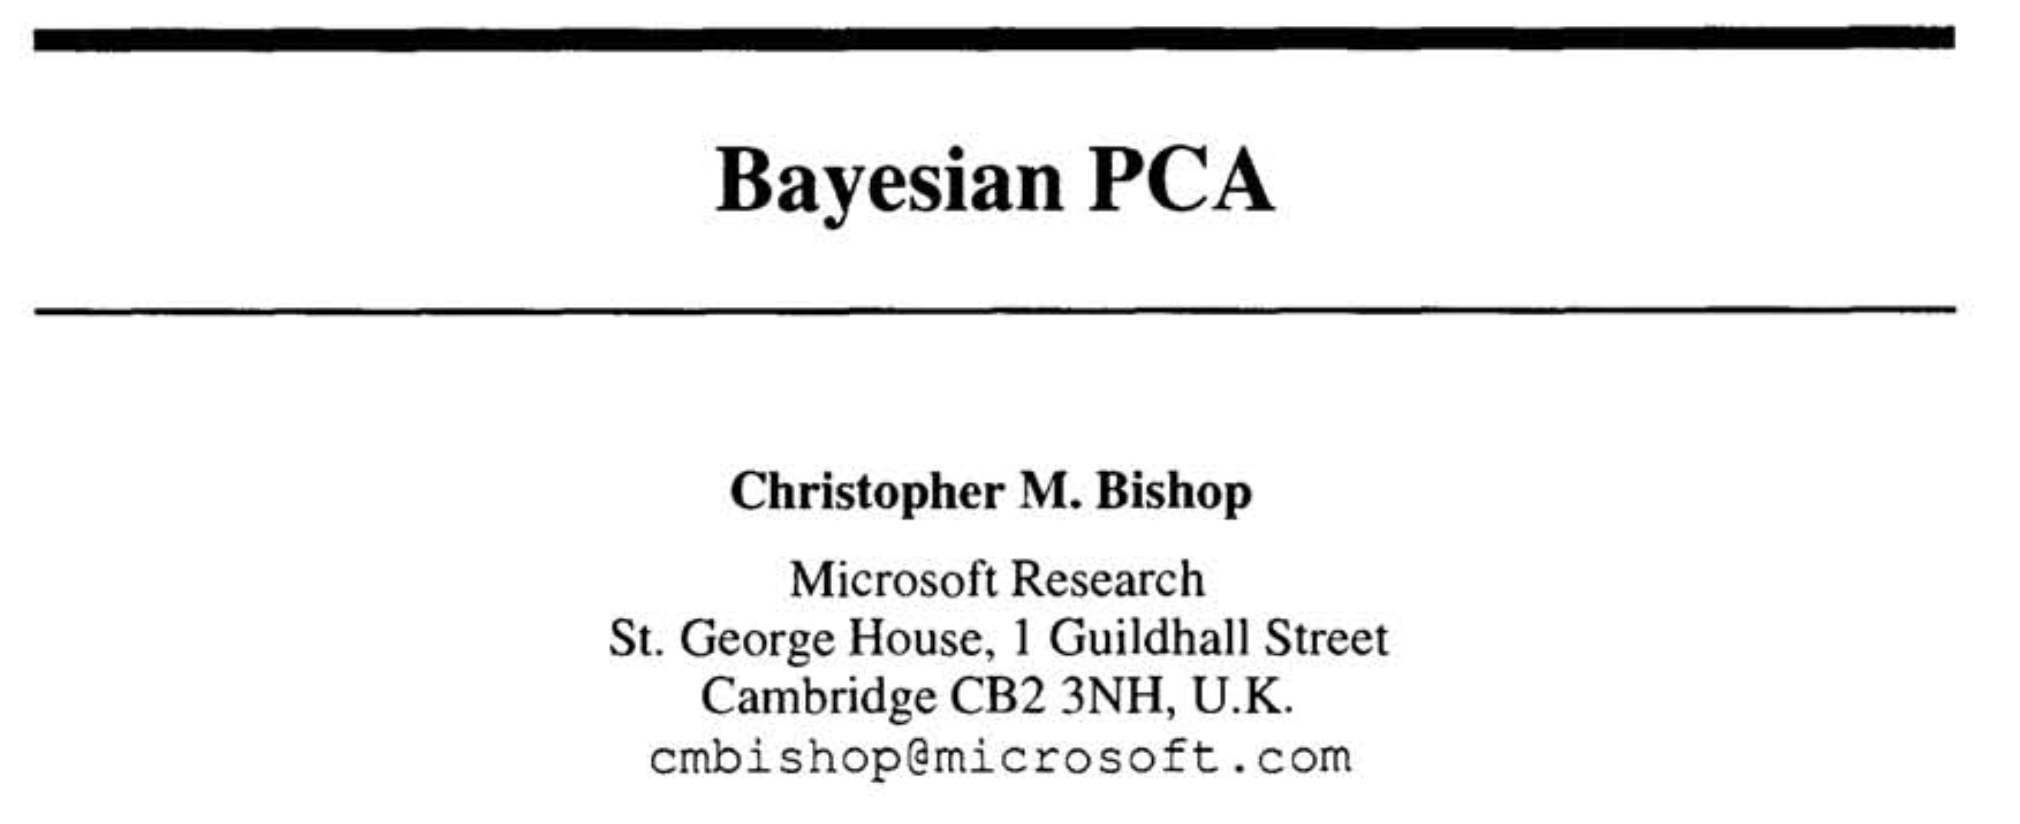 Bayesian PCA
Christopher M. Bishop
Microsoft Research
St. George House, 1 Guildhall Street
Cambridge CB2 3NH, U.K.
cmbishop@microsoft.com